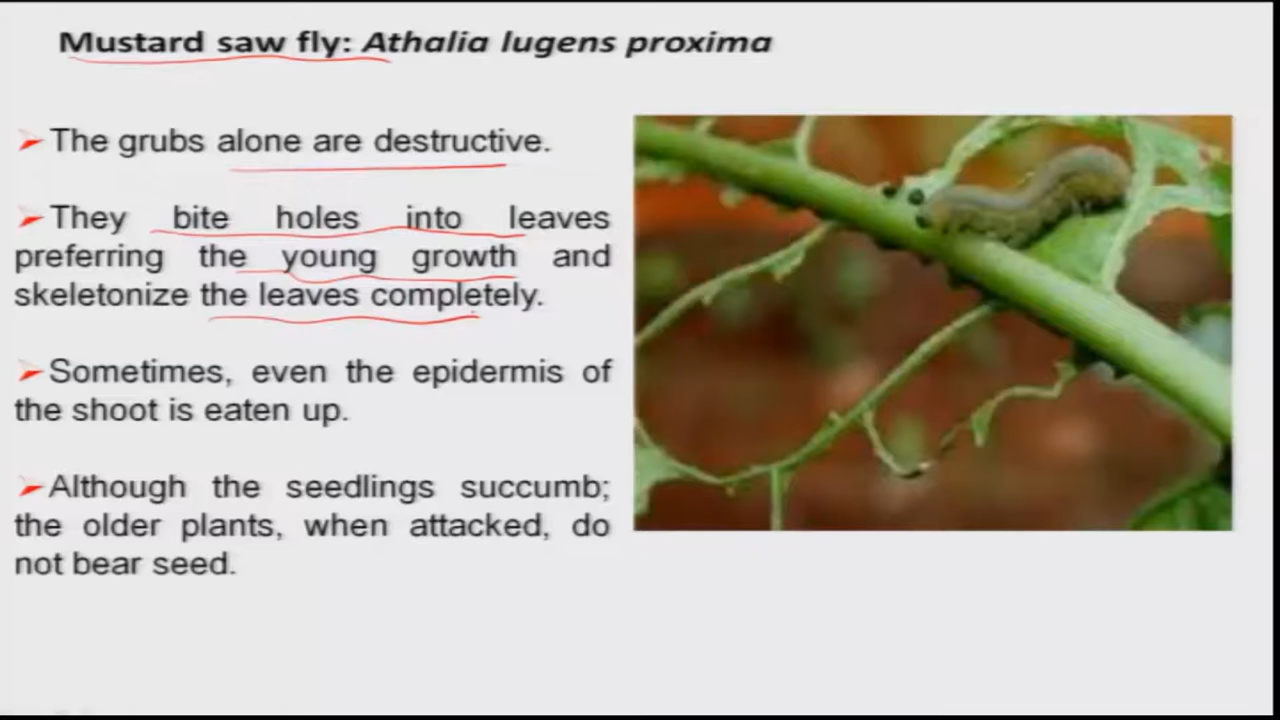 Mustard saw fly: Athalia lugens proxima
The grubs alone are destructive.
They bite holes into leaves
preferring the young growth and
skeletonize the leaves completely.
Sometimes, even the epidermis of
the shoot is eaten up.
Although the seedlings succumb;
the older plants, when attacked, do
not bear seed.